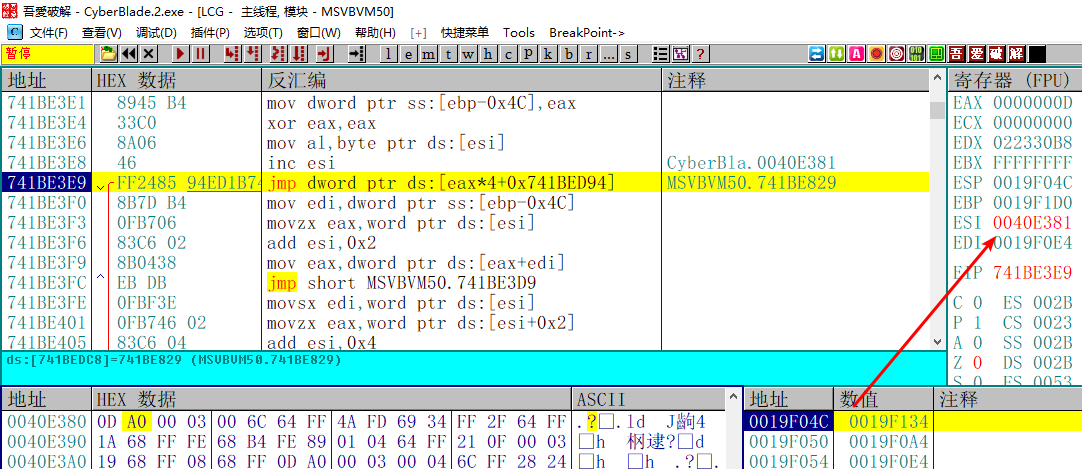 吾愛破解 - CyberBlade.2.exe - [LCG - 主线程, 模块 - MSVBVM50]
文件(F) 查看(V) 调试(D) 插件(P) 选项(T) 窗口(W) 帮助(H) [+] 快捷菜单 Tools BreakPoint->
暂停 l e m t w h c p k b r ... s ? 吾 爱 破 解
地址 HEX 数据 反汇编 注释 寄存器 (FPU)
741BE3E1 8945 B4 mov dword ptr ss:[ebp-0x4C],eax EAX 0000000D
741BE3E4 33C0 xor eax,eax ECX 00000000
741BE3E6 8A06 mov al,byte ptr ds:[esi] EDX 022330B8
741BE3E8 46 inc esi CyberBla.0040E381 EBX FFFFFFFF
741BE3E9 FF2485 94ED1B74 jmp dword ptr ds:[eax*4+0x741BED94] MSVBVM50.741BE829 ESP 0019F04C
741BE3F0 8B7D B4 mov edi,dword ptr ss:[ebp-0x4C] EBP 0019F1D0
741BE3F3 0FB706 movzx eax,word ptr ds:[esi] ESI 0040E381
741BE3F6 83C6 02 add esi,0x2 EDI 0019F0E4
741BE3F9 8B0438 mov eax,dword ptr ds:[eax+edi] EIP 741BE3E9
741BE3FC EB DB jmp short MSVBVM50.741BE3D9
741BE3FE 0FBF3E movsx edi,word ptr ds:[esi] C 0 ES 002B
741BE401 0FB746 02 movzx eax,word ptr ds:[esi+0x2] P 1 CS 0023
741BE405 83C6 04 add esi,0x4 A 0 SS 002B
ds:[741BEDC8]=741BE829 (MSVBVM50.741BE829) Z 0 DS 002B
S 0 FS 0053
地址 HEX 数据 ASCII 地址 数值 注释
0040E380 0D A0 00 03 00 6C 64 FF 4A FD 69 34 FF 2F 64 FF 0019F04C 0019F134
0040E390 1A 68 FF FE 68 B4 FE 89 01 04 64 FF 21 0F 00 03 0019F050 0019F0A4
0040E3A0 19 68 FF 08 68 FF 0D A0 00 03 00 04 6C FF 28 24 0019F054 0019F0E4